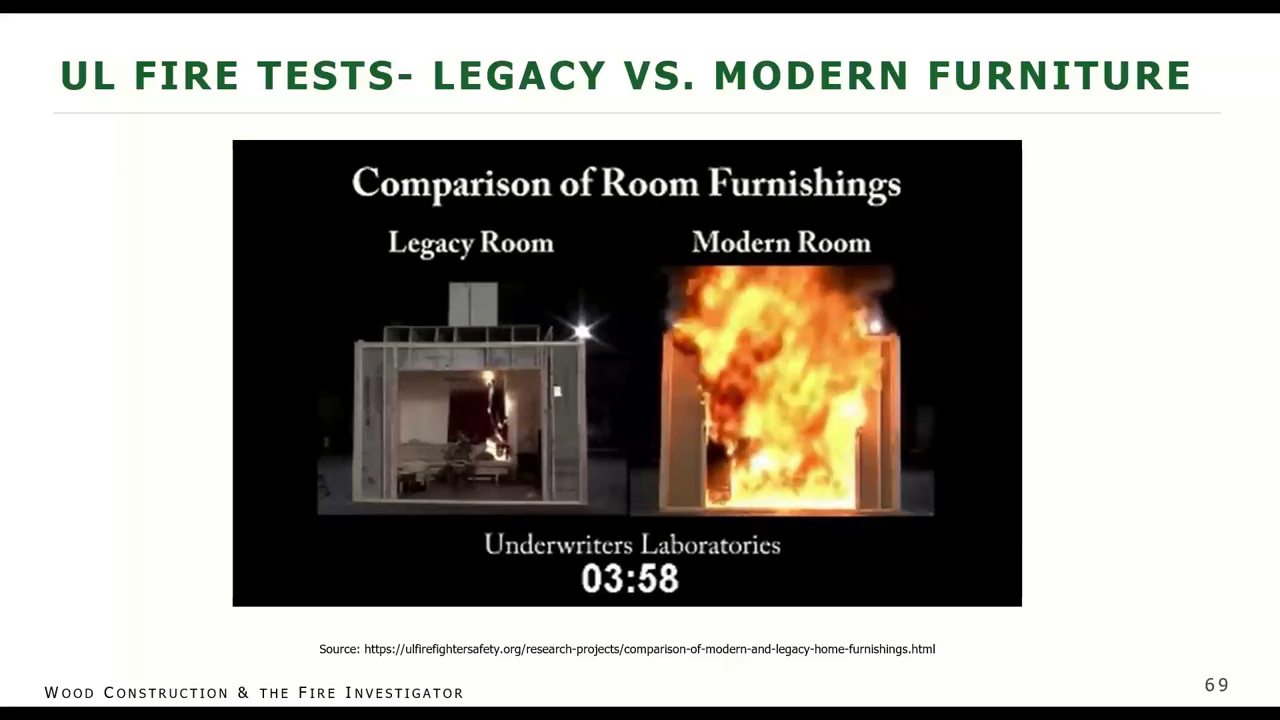 UL FIRE TESTS- LEGACY VS. MODERN FURNITURE
Comparison of Room Furnishings
Legacy Room
Modern Room
Underwriters Laboratories
03:58
Source: https://ulfirefightersafety.org/research-projects/comparison-of-modern-and-legacy-home-furnishings.html
WOOD CONSTRUCTION & THE FIRE INVESTIGATOR
69